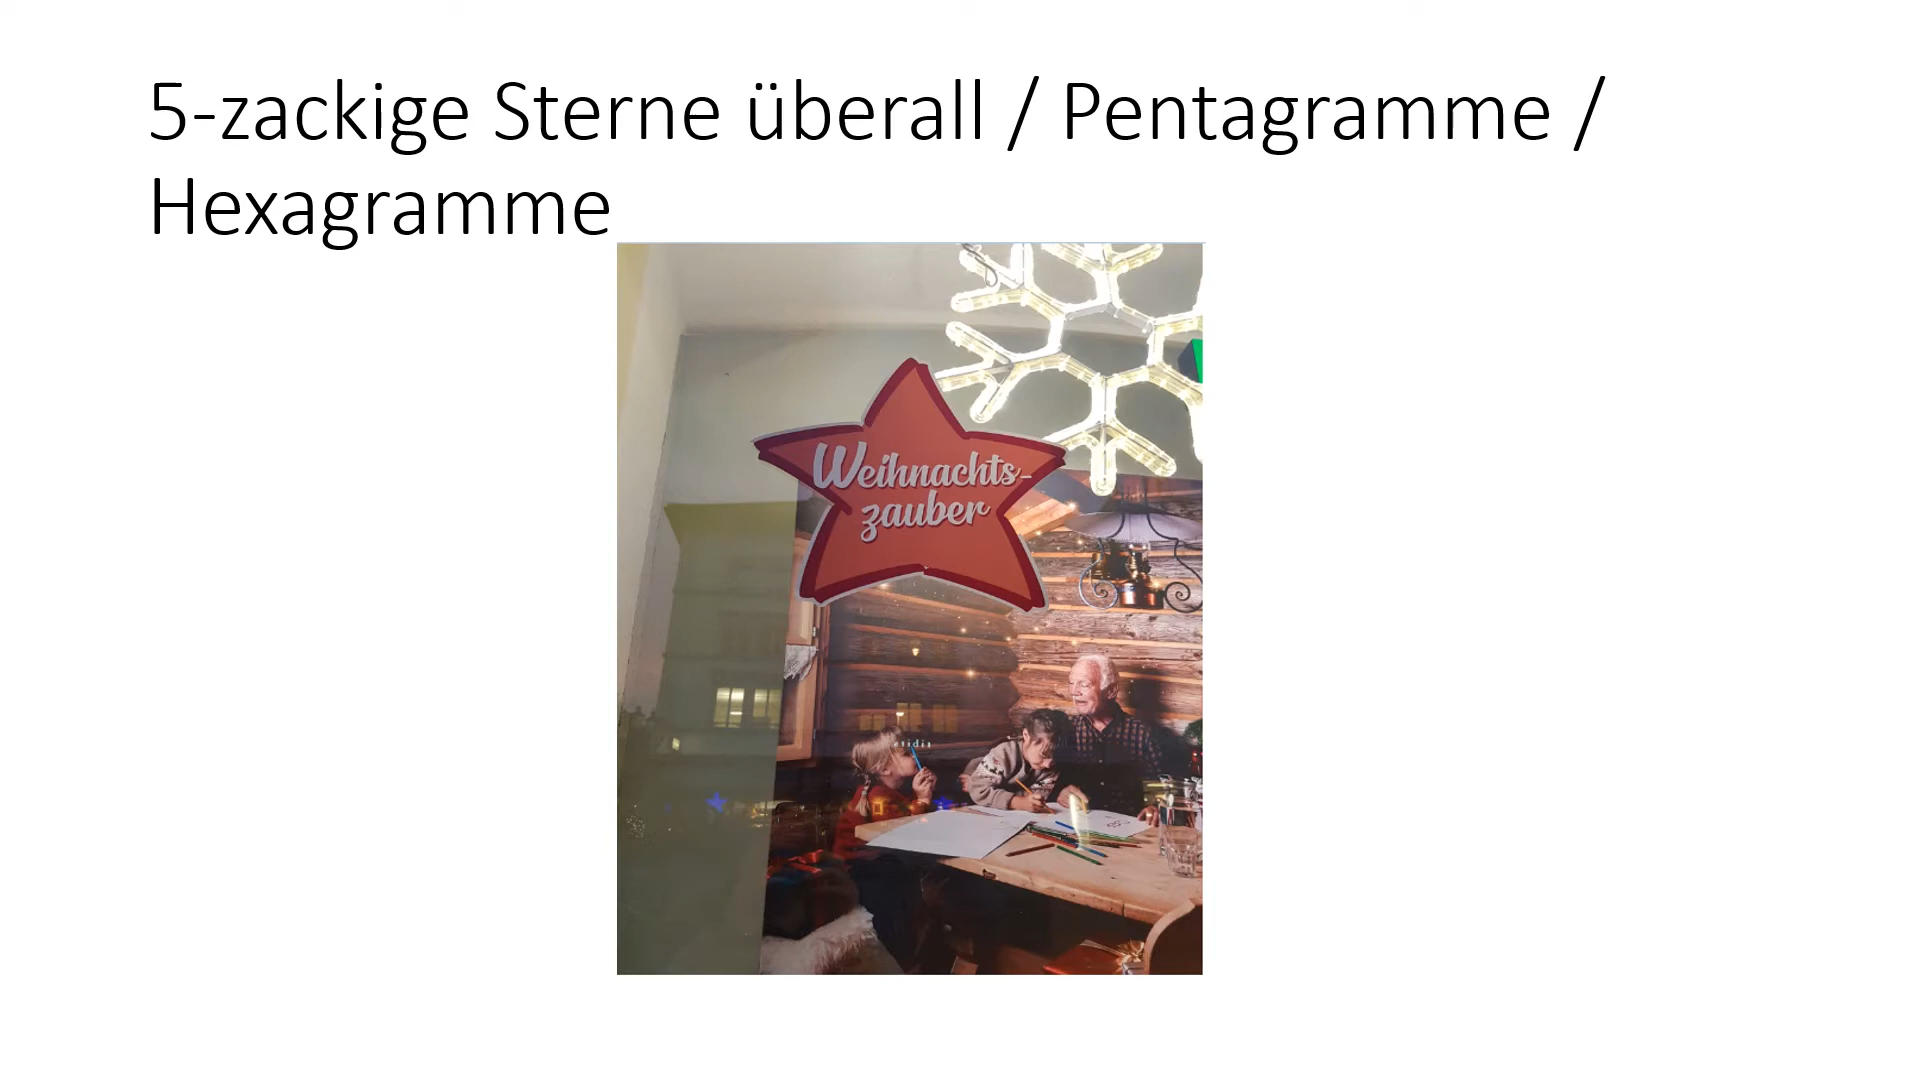 5-zackige Sterne überall / Pentagramme /
Hexagramme
Weihnachts-
zauber